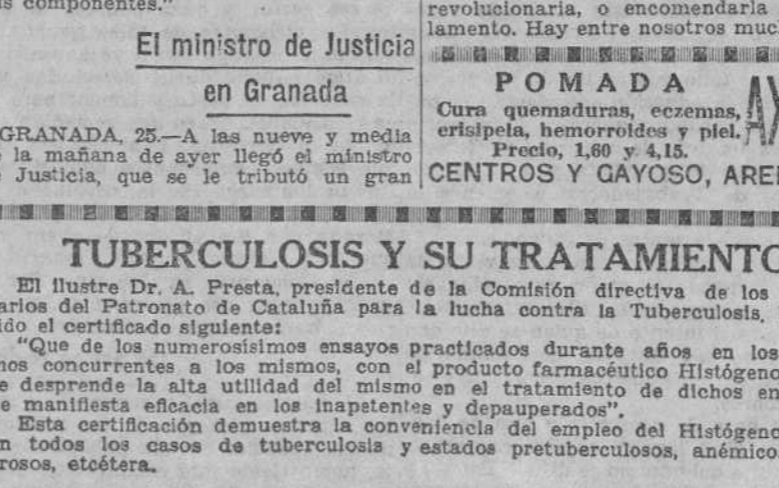 componentes."
El ministro de Justicia
en Granada
GRANADA, 25.—A las nueve y media
la mañana de ayer llegó el ministro
Justicia, que se le tributó un gran
revolucionaria, o encomendarla
lamento. Hay entre nosotros muc
POMADA
Cura quemaduras, eczemas,
erisipela, hemorroides y piel.
Precio, 1,60 y 4,15.
CENTROS Y GAYOSO, AREN
TUBERCULOSIS Y SU TRATAMIENTO
El ilustre Dr. A. Presta, presidente de la Comisión directiva de los
arios del Patronato de Cataluña para la lucha contra la Tuberculosis,
ido el certificado siguiente:
"Que de los numerosísimos ensayos practicados durante años en los
nos concurrentes a los mismos, con el producto farmacéutico Histógeno
e desprende la alta utilidad del mismo en el tratamiento de dichos en
e manifiesta eficacia en los inapetentes y depauperados".
Esta certificación demuestra la conveniencia del empleo del Histógeno
n todos los casos de tuberculosis y estados pretuberculosos, anémico
rosos, etcétera.